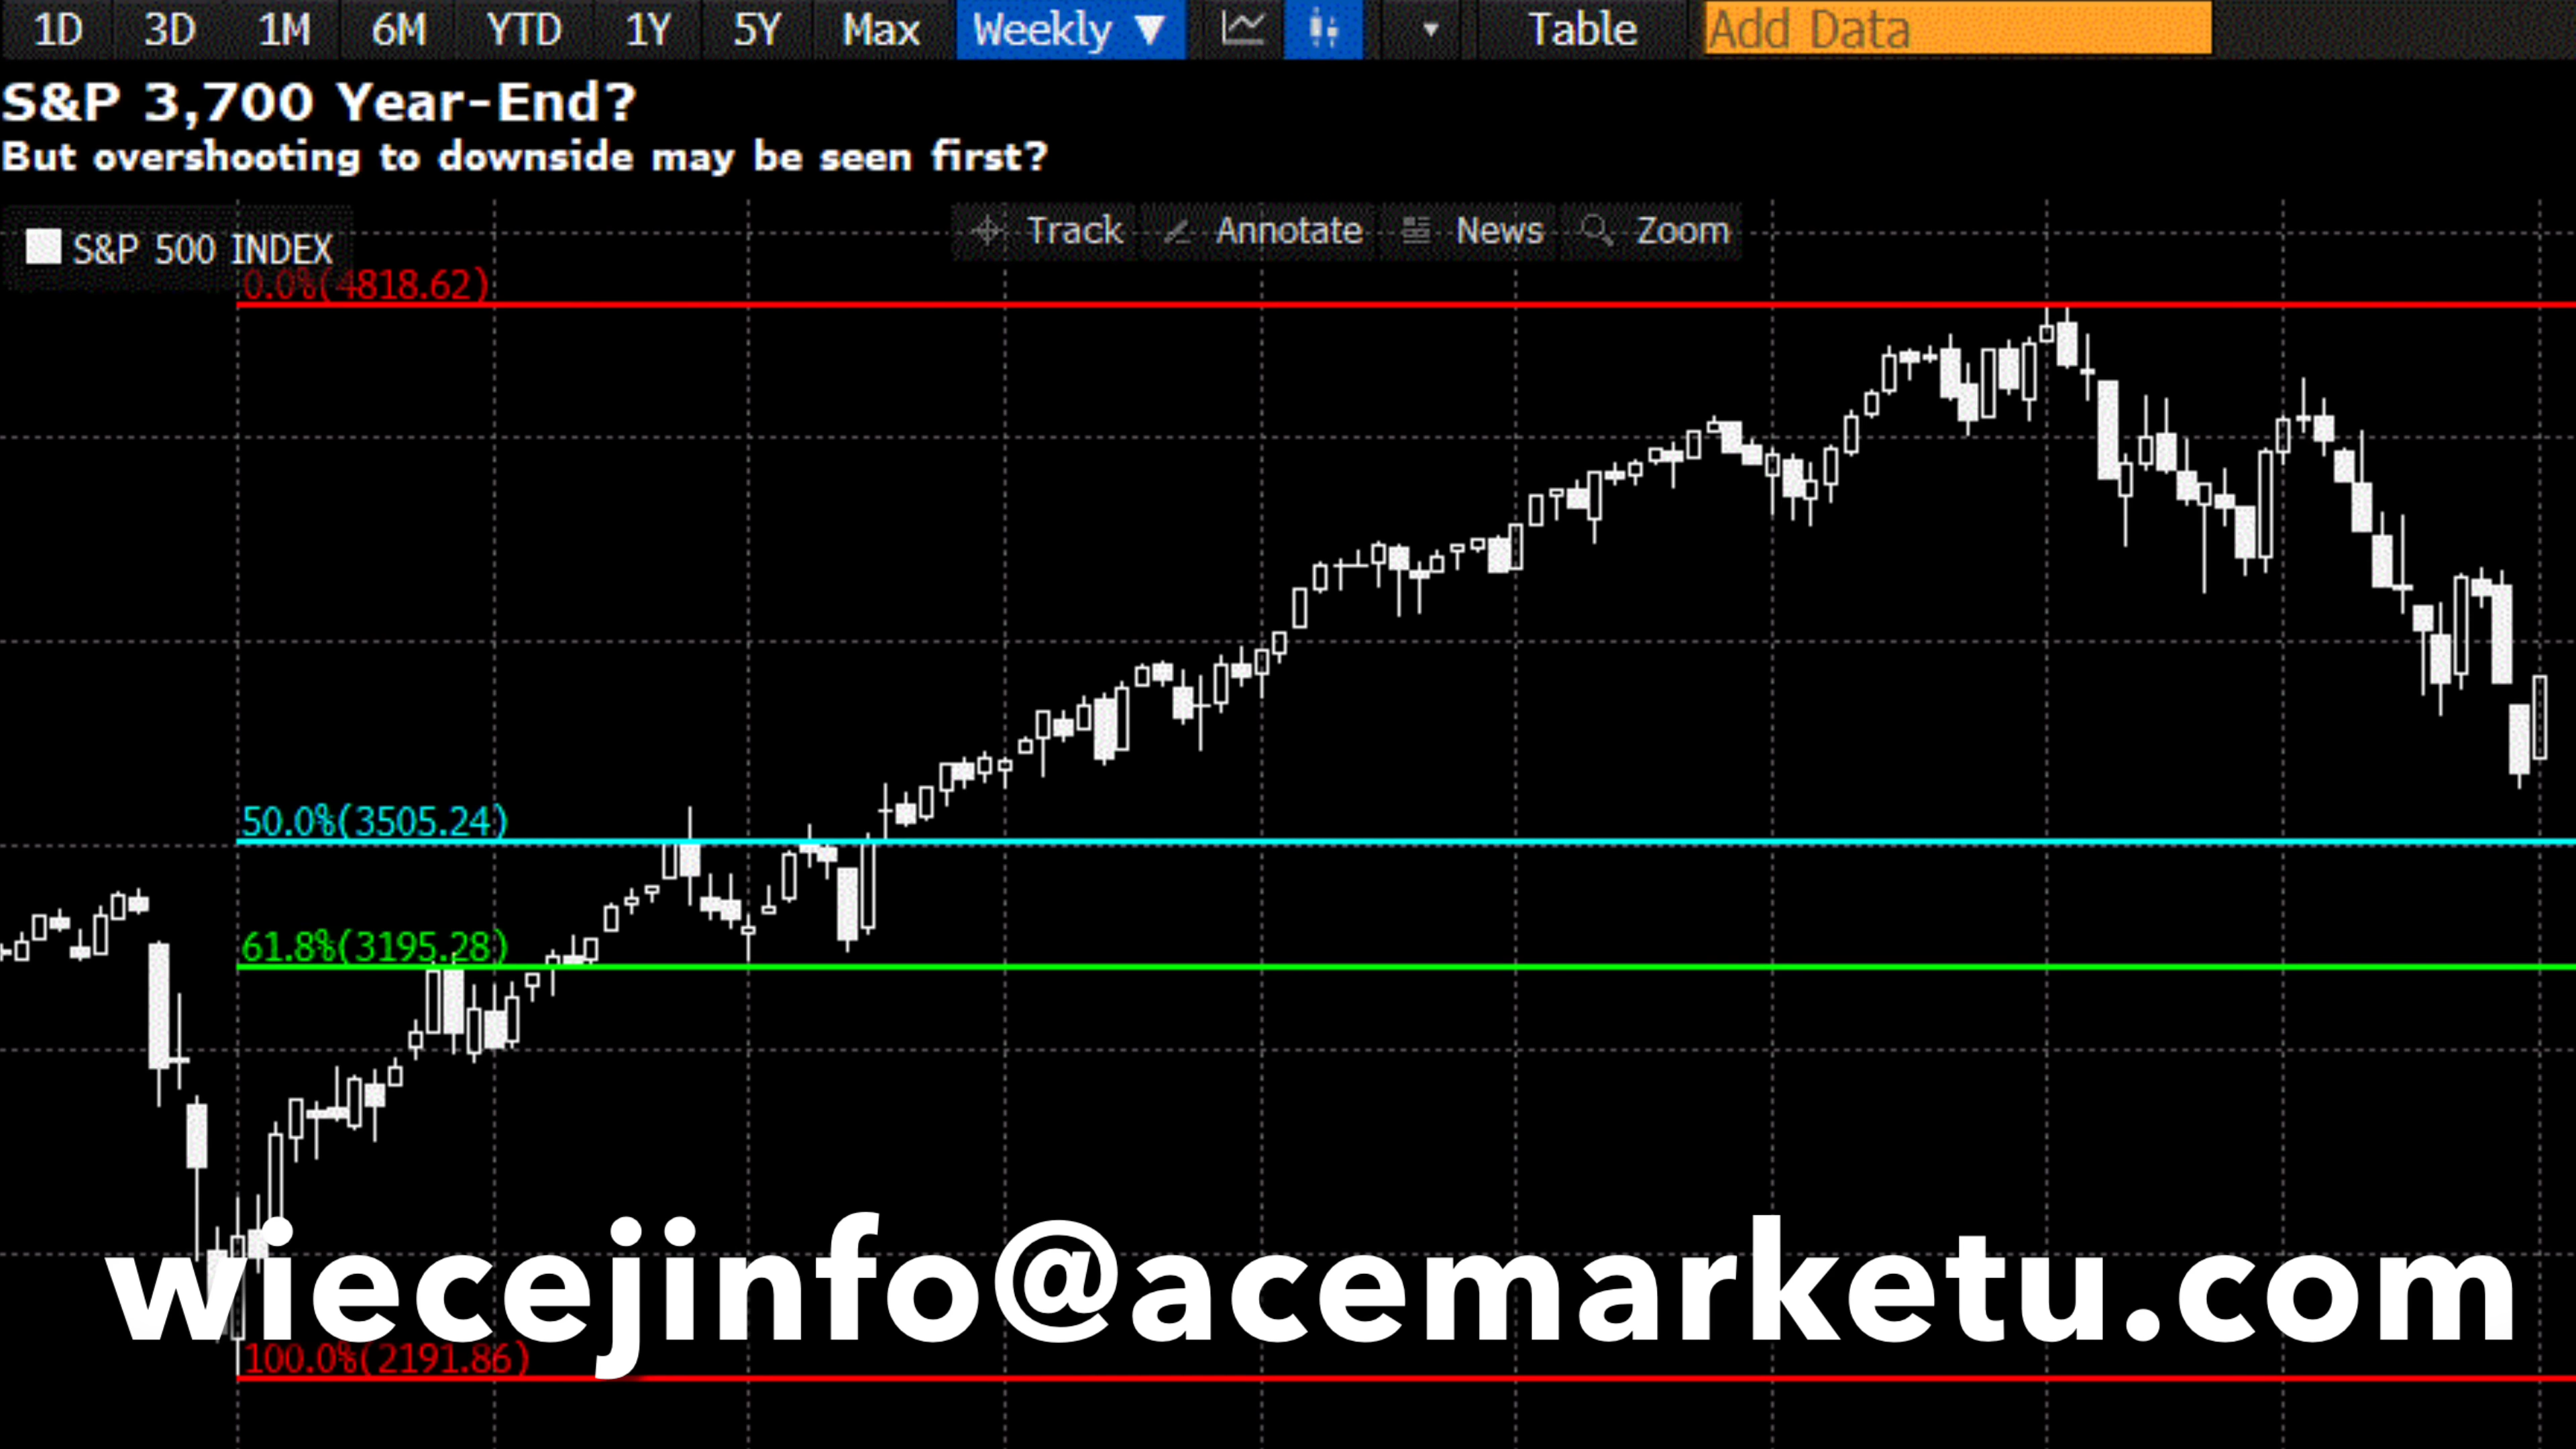 1D 3D 1M 6M YTD 1Y 5Y Max Weekly ▼ Table Add Data
S&P 3,700 Year-End?
But overshooting to downside may be seen first?
Track Annotate News Zoom
S&P 500 INDEX
0.0%(4818.62)
50.0%(3505.24)
61.8%(3195.28)
wiecejinfo@acemarketu.com
100.0%(2191.86)